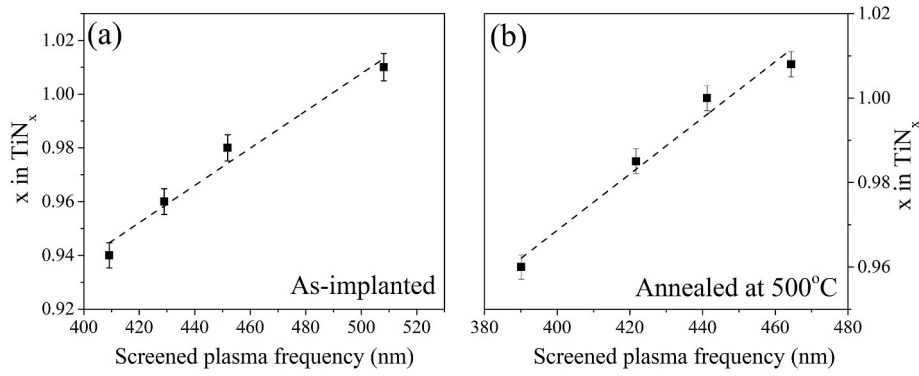 (a)
1.02
1.00
0.98
0.96
0.94
0.92
x in TiNₓ
As-implanted
400 420 440 460 480 500 520
Screened plasma frequency (nm)
(b)
1.02
1.00
0.98
0.96
x in TiNₓ
Annealed at 500°C
380 400 420 440 460 480
Screened plasma frequency (nm)